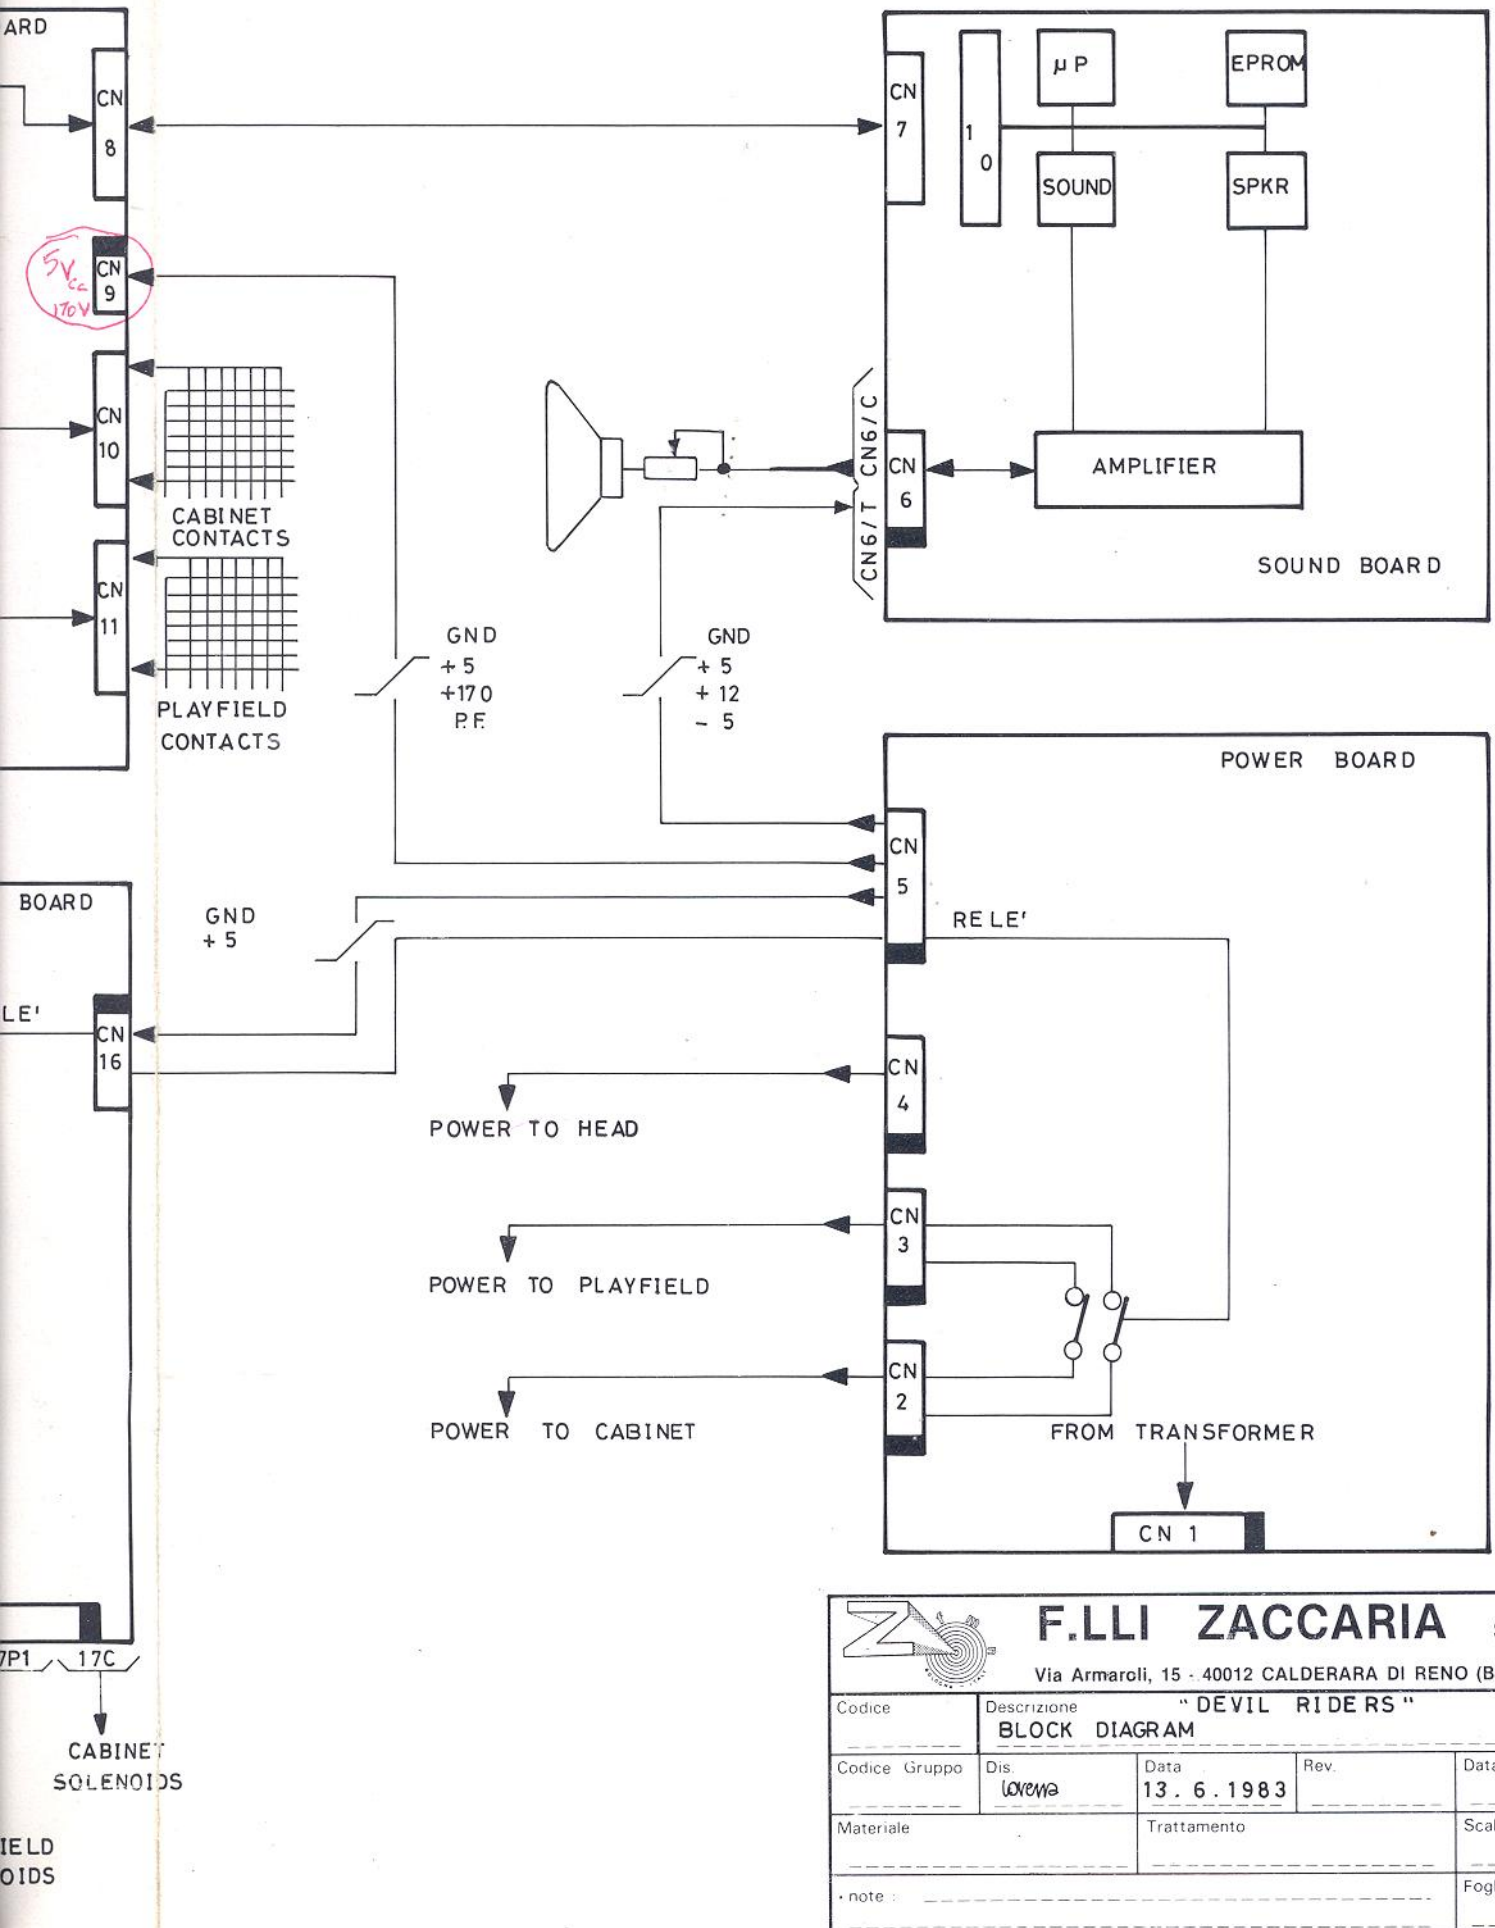 ARD
CN
8
5Vcc
170V
CN
9
CN
10
CABINET
CONTACTS
CN
11
PLAYFIELD
CONTACTS
CN
7
1
0
µP
EPROM
SOUND
SPKR
CN6/T CN6/C
CN
6
AMPLIFIER
SOUND BOARD
GND
+ 5
+170
P.F.
GND
+ 5
+ 12
- 5
POWER BOARD
CN
5
RELE'
BOARD
GND
+ 5
LE'
CN
16
CN
4
POWER TO HEAD
CN
3
POWER TO PLAYFIELD
CN
2
POWER TO CABINET
FROM TRANSFORMER
CN 1
7P1
17C
CABINET
SOLENOIDS
IELD
OIDS
F.LLI ZACCARIA
Via Armaroli, 15 - 40012 CALDERARA DI RENO (B
Codice
Descrizione "DEVIL RIDERS"
BLOCK DIAGRAM
Codice Gruppo
Dis.
Lorena
Data
13.6.1983
Rev.
Data
Materiale
Trattamento
Scal
note :
Fogl